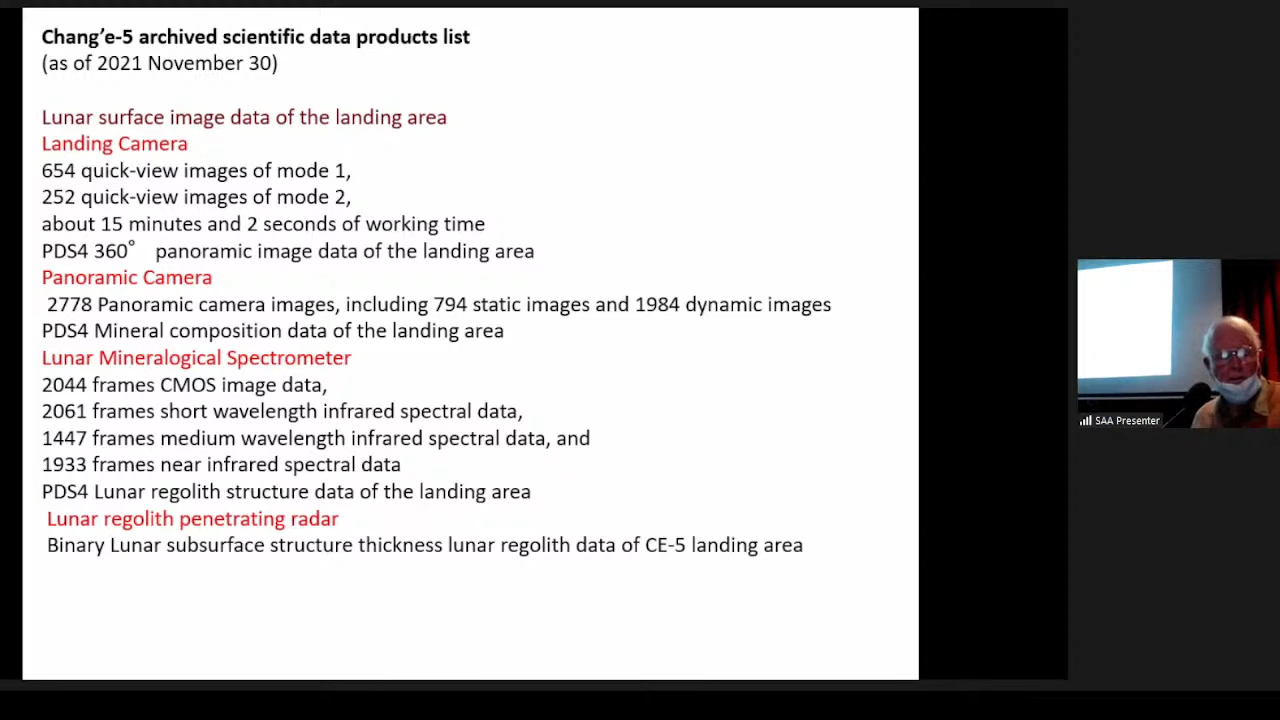 Chang’e-5 archived scientific data products list
(as of 2021 November 30)
Lunar surface image data of the landing area
Landing Camera
654 quick-view images of mode 1,
252 quick-view images of mode 2,
about 15 minutes and 2 seconds of working time
PDS4 360° panoramic image data of the landing area
Panoramic Camera
2778 Panoramic camera images, including 794 static images and 1984 dynamic images
PDS4 Mineral composition data of the landing area
Lunar Mineralogical Spectrometer
2044 frames CMOS image data,
2061 frames short wavelength infrared spectral data,
1447 frames medium wavelength infrared spectral data, and
1933 frames near infrared spectral data
PDS4 Lunar regolith structure data of the landing area
Lunar regolith penetrating radar
Binary Lunar subsurface structure thickness lunar regolith data of CE-5 landing area
SAA Presenter